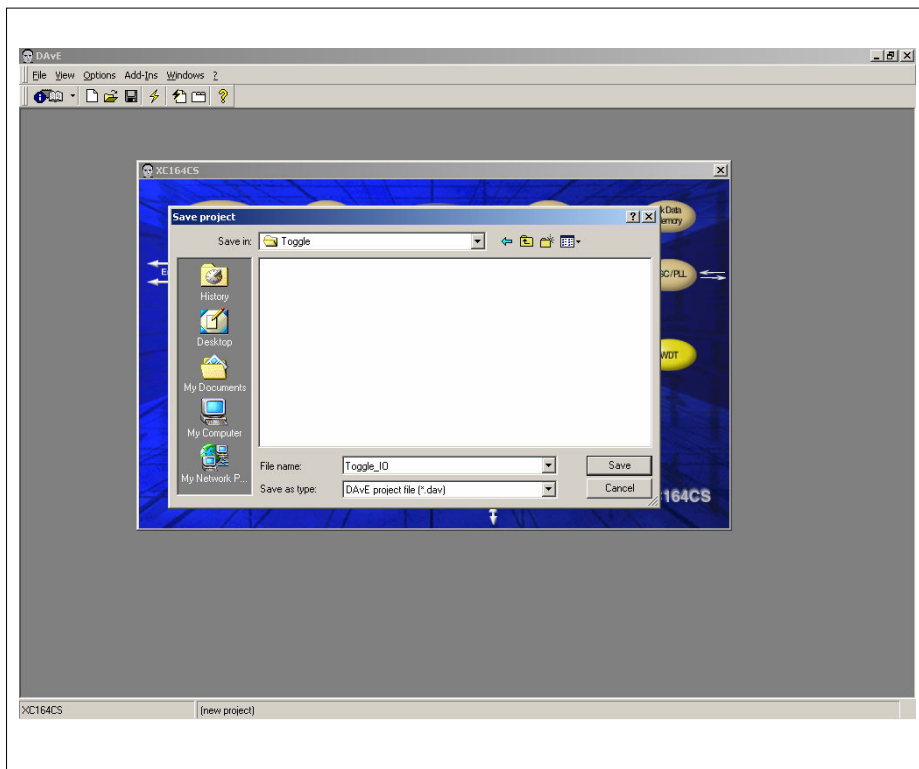 DAvE
File View Options Add-Ins Windows ?
XC164CS
k Data
emory
Save project
Save in: Toggle
E
SC/PLL
History
Desktop
WDT
My Documents
My Computer
My Network P...
File name: Toggle_IO Save
Save as type: DAvE project file (*.dav) Cancel
164CS
XC164CS (new project)